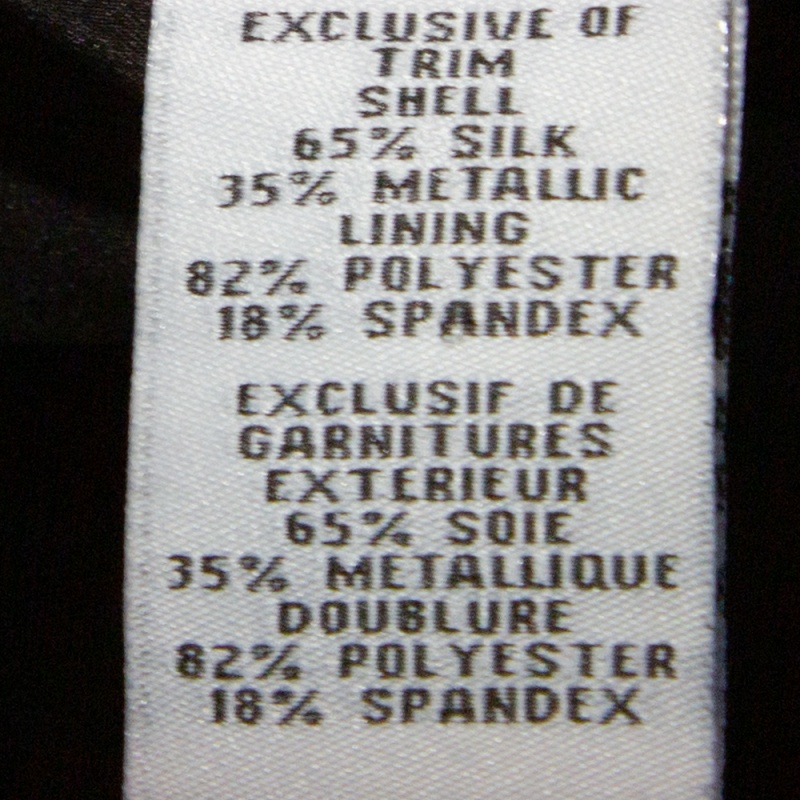 EXCLUSIVE OF
TRIM
SHELL
65% SILK
35% METALLIC
LINING
82% POLYESTER
18% SPANDEX
EXCLUSIF DE
GARNITURES
EXTERIEUR
65% SOIE
35% METALLIQUE
DOUBLURE
82% POLYESTER
18% SPANDEX